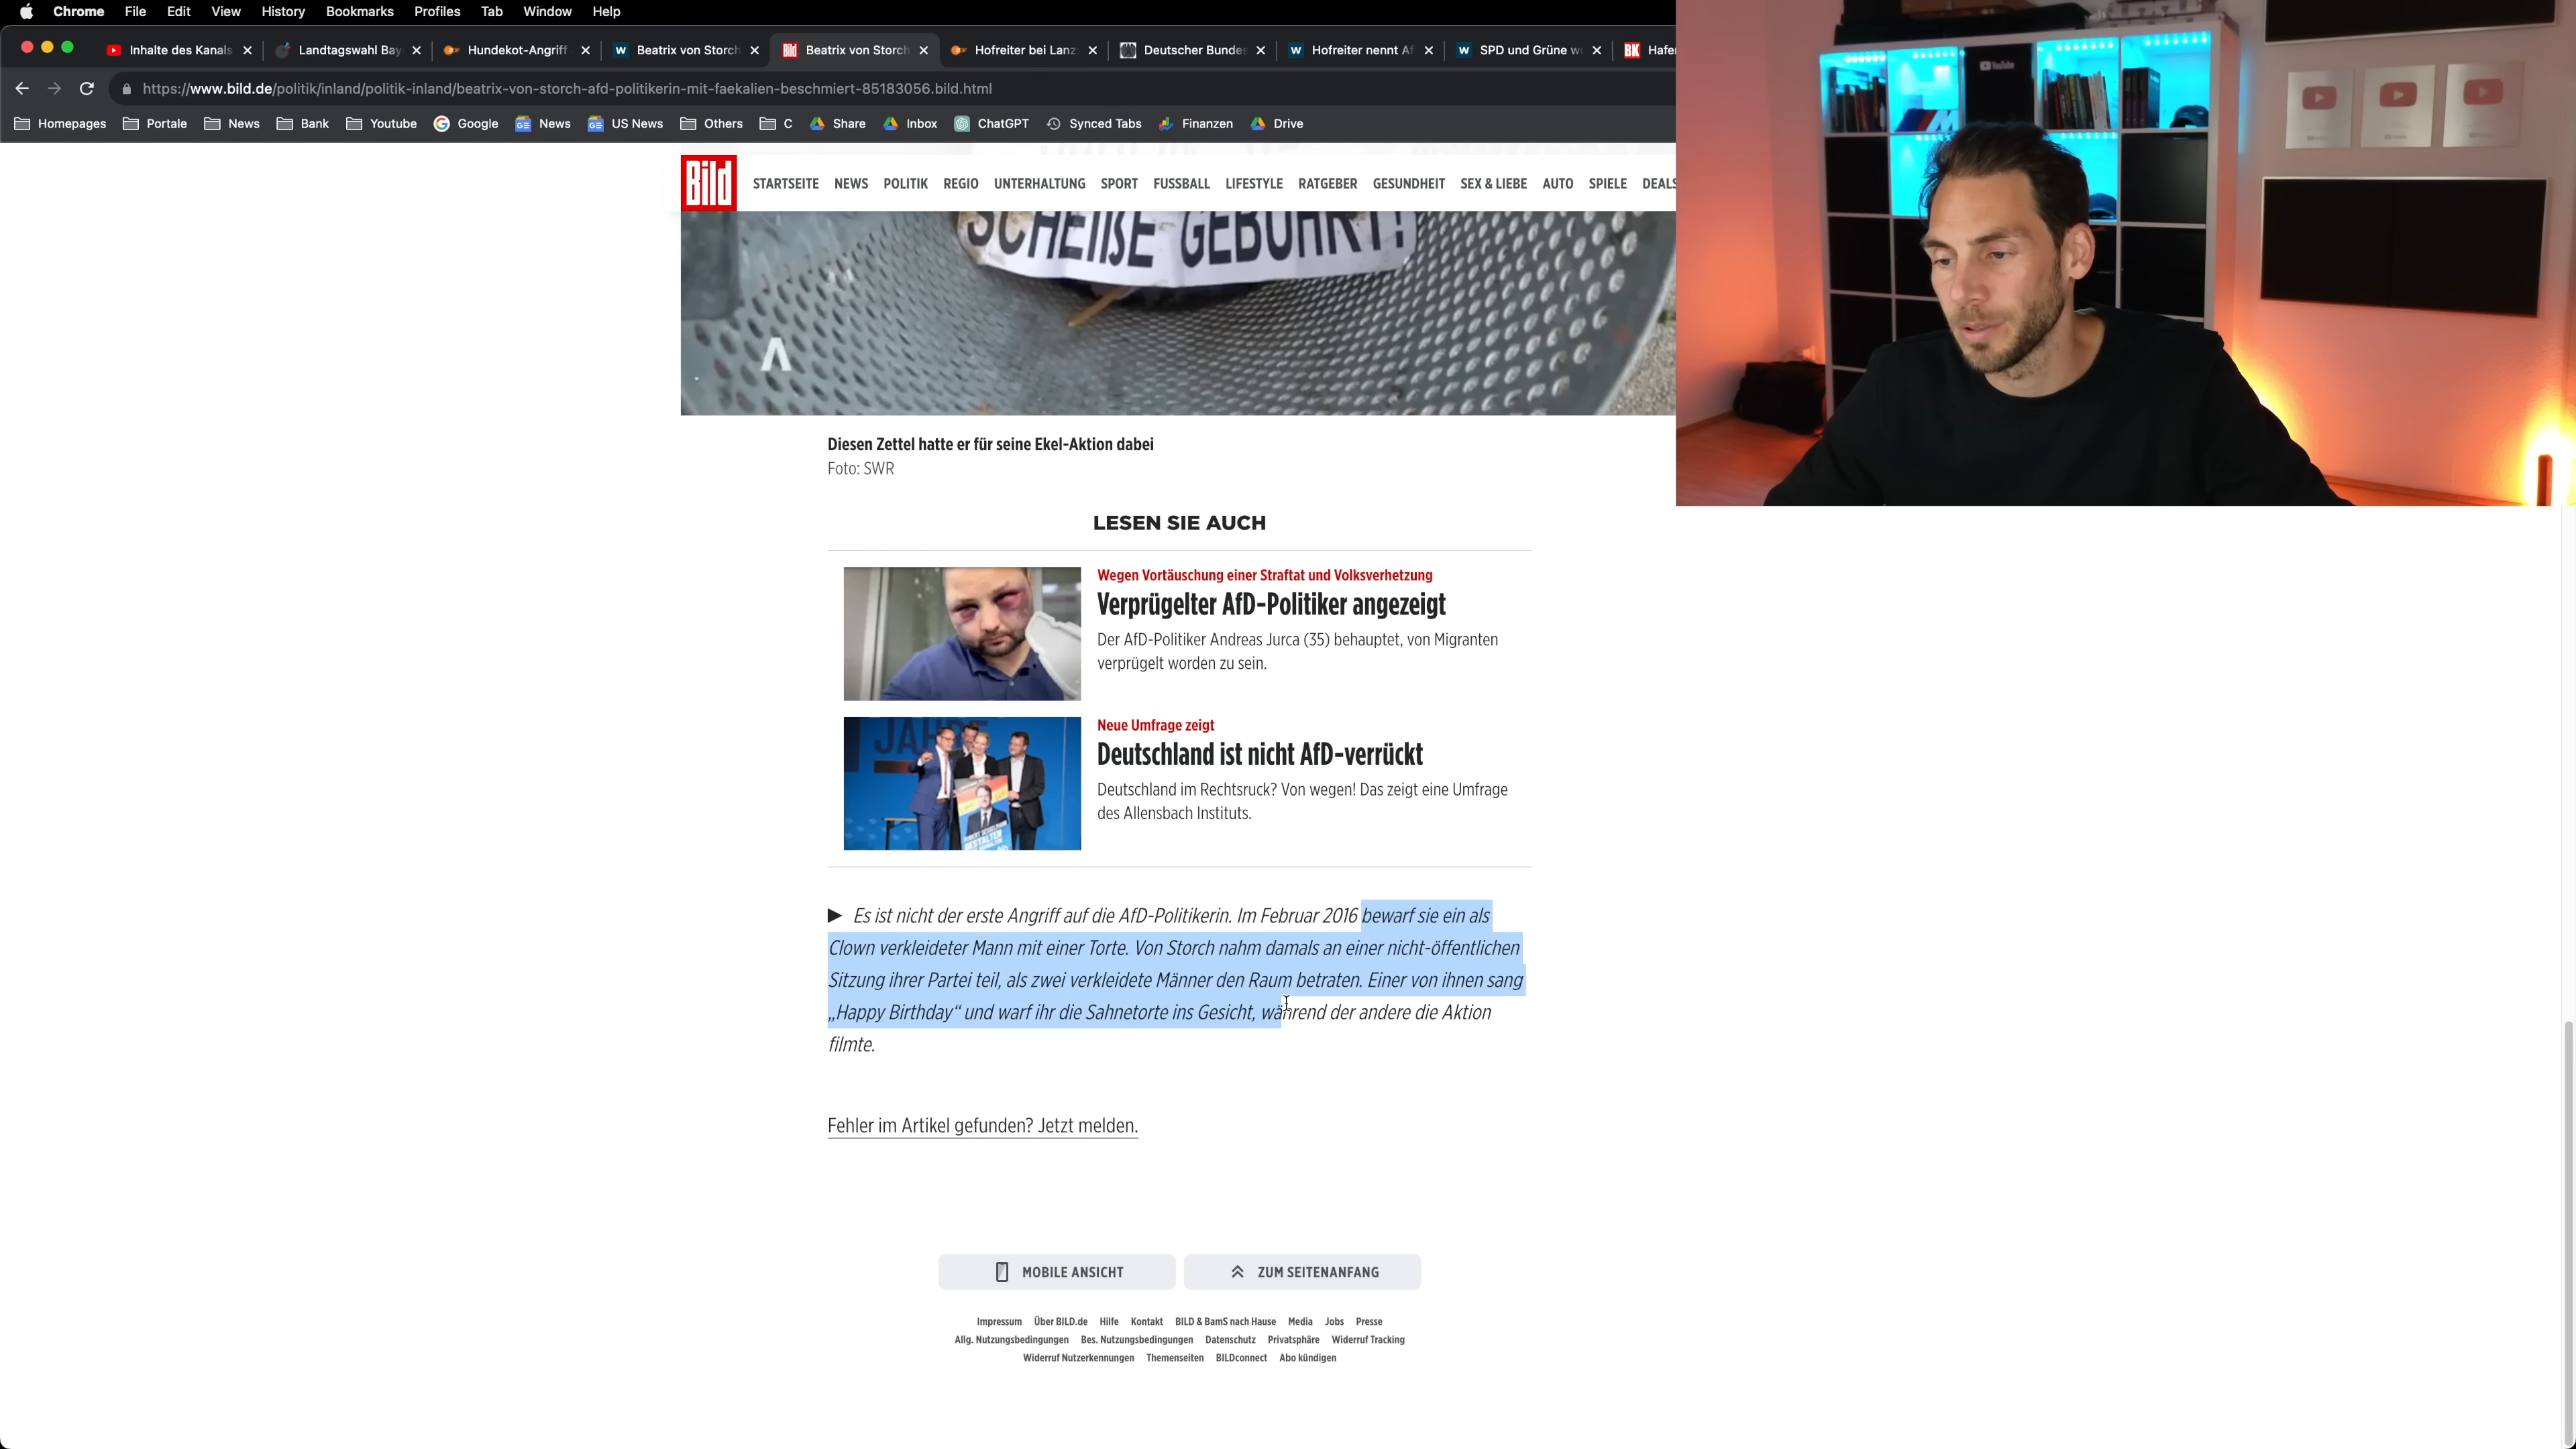 Chrome File Edit View History Bookmarks Profiles Tab Window Help
Inhalte des Kanals
Landtagswahl Bay
Hundekot-Angriff
Beatrix von Storch
Beatrix von Storch
Hofreiter bei Lanz
Deutscher Bundes
Hofreiter nennt Af
SPD und Grüne w
BK Hafe
https://www.bild.de/politik/inland/politik-inland/beatrix-von-storch-afd-politikerin-mit-faekalien-beschmiert-85183056.bild.html
Homepages Portale News Bank Youtube Google News US News Others C Share Inbox ChatGPT Synced Tabs Finanzen Drive
Bild
STARTSEITE NEWS POLITIK REGIO UNTERHALTUNG SPORT FUSSBALL LIFESTYLE RATGEBER GESUNDHEIT SEX & LIEBE AUTO SPIELE DEALS
SCHEIßE GEBÜHRT!
YouTube
Diesen Zettel hatte er für seine Ekel-Aktion dabei
Foto: SWR
LESEN SIE AUCH
Wegen Vortäuschung einer Straftat und Volksverhetzung
Verprügelter AfD-Politiker angezeigt
Der AfD-Politiker Andreas Jurca (35) behauptet, von Migranten
verprügelt worden zu sein.
Neue Umfrage zeigt
Deutschland ist nicht AfD-verrückt
Deutschland im Rechtsruck? Von wegen! Das zeigt eine Umfrage
des Allensbach Instituts.
▶ Es ist nicht der erste Angriff auf die AfD-Politikerin. Im Februar 2016 bewarf sie ein als
Clown verkleideter Mann mit einer Torte. Von Storch nahm damals an einer nicht-öffentlichen
Sitzung ihrer Partei teil, als zwei verkleidete Männer den Raum betraten. Einer von ihnen sang
„Happy Birthday“ und warf ihr die Sahnetorte ins Gesicht, während der andere die Aktion
filmte.
Fehler im Artikel gefunden? Jetzt melden.
MOBILE ANSICHT
ZUM SEITENANFANG
Impressum Über BILD.de Hilfe Kontakt BILD & BamS nach Hause Media Jobs Presse
Allg. Nutzungsbedingungen Bes. Nutzungsbedingungen Datenschutz Privatsphäre Widerruf Tracking
Widerruf Nutzerkennungen Themenseiten BILDconnect Abo kündigen